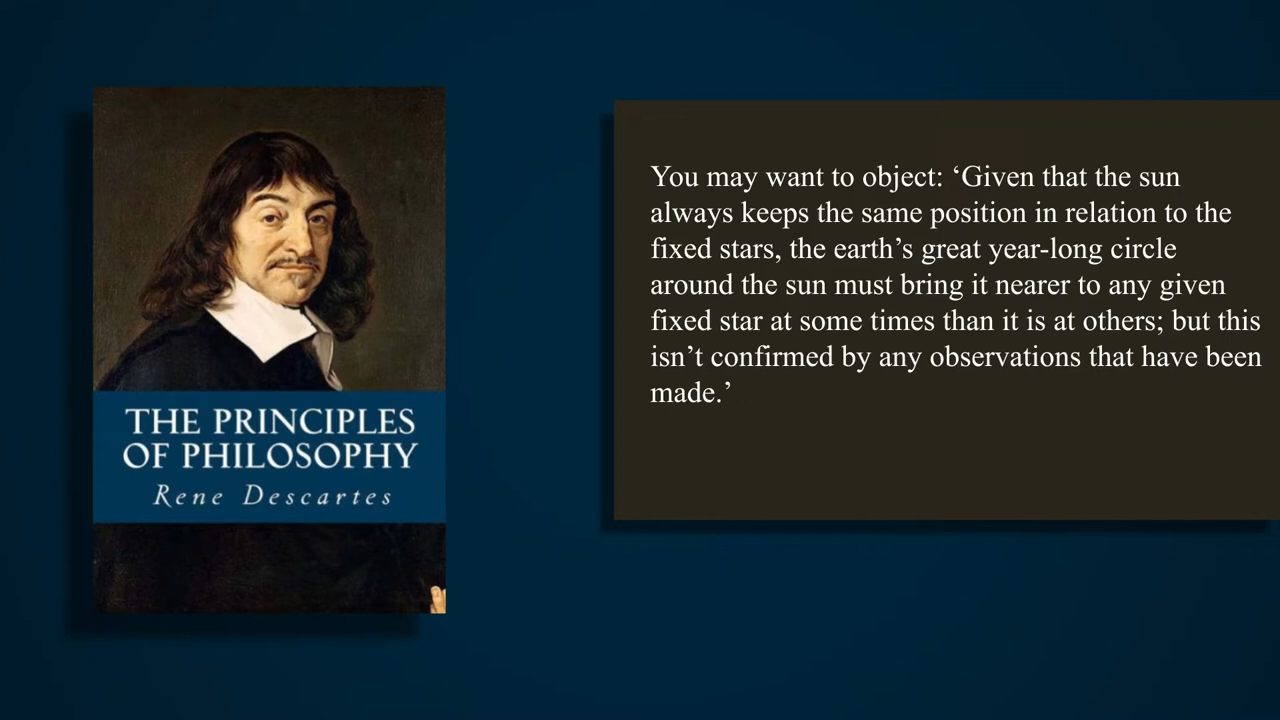 THE PRINCIPLES
OF PHILOSOPHY
Rene Descartes
You may want to object: ‘Given that the sun
always keeps the same position in relation to the
fixed stars, the earth’s great year-long circle
around the sun must bring it nearer to any given
fixed star at some times than it is at others; but this
isn’t confirmed by any observations that have been
made.’